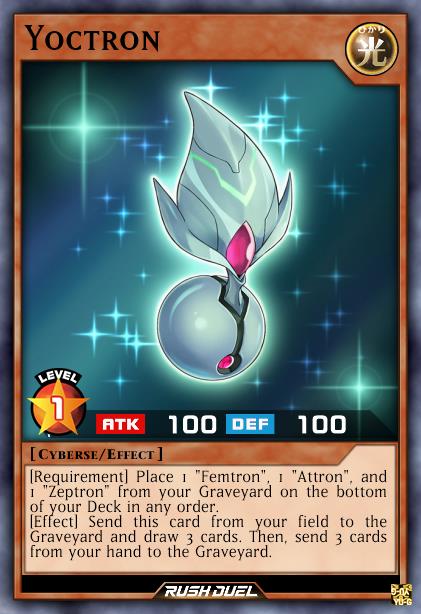 YOCTRON
ひかり
光
LEVEL
1
ATK 100 DEF 100
[CYBERSE/EFFECT]
[Requirement] Place 1 "Femtron", 1 "Attron", and
1 "Zeptron" from your Graveyard on the bottom
of your Deck in any order.
[Effect] Send this card from your field to the
Graveyard and draw 3 cards. Then, send 3 cards
from your hand to the Graveyard.
RUSH DUEL